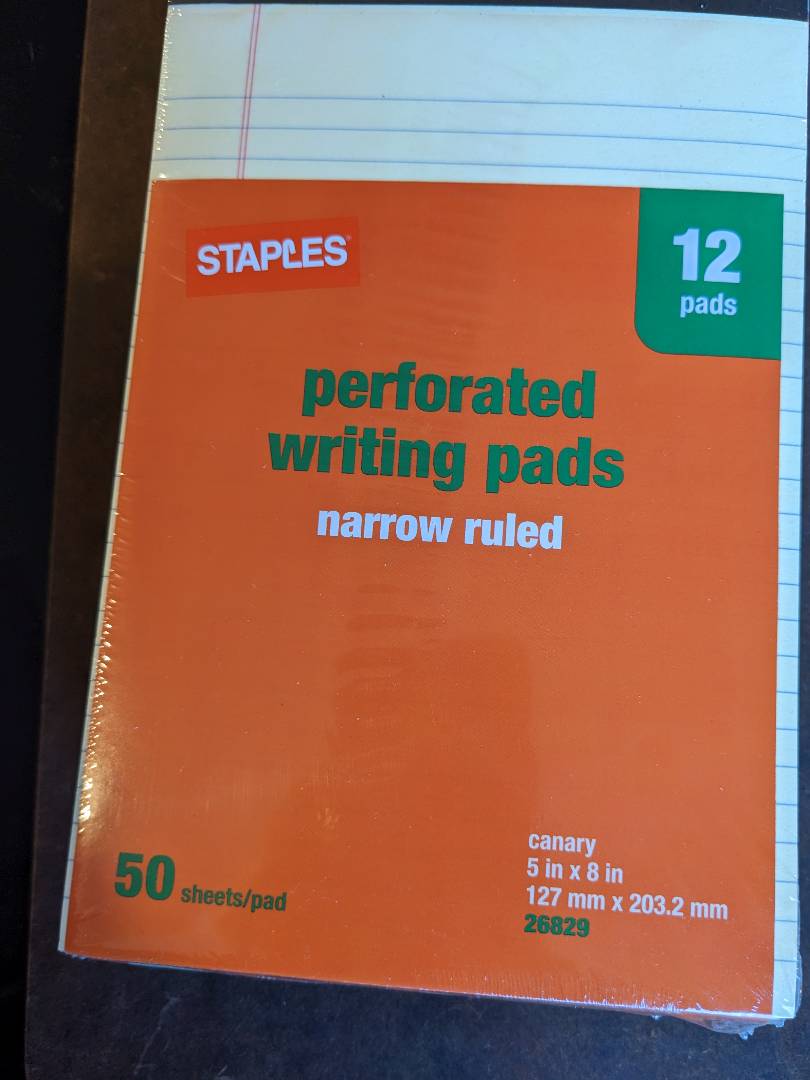 STAPLES
12
pads
perforated
writing pads
narrow ruled
50 sheets/pad
canary
5 in x 8 in
127 mm x 203.2 mm
26829